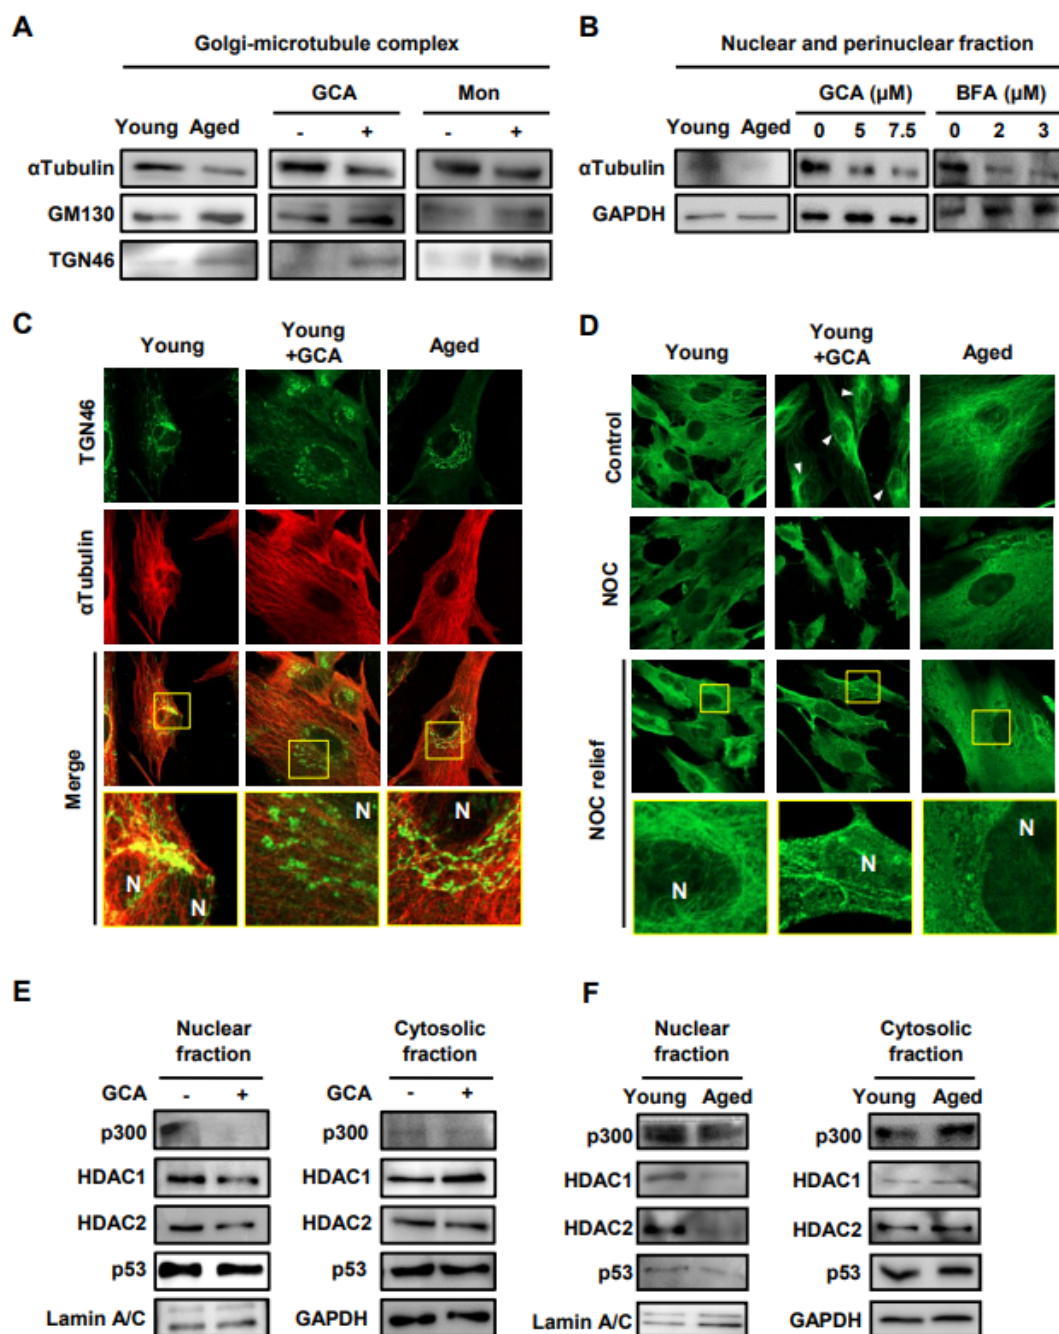 A
Golgi-microtubule complex
GCA
Mon
Young Aged - + - +
αTubulin
GM130
TGN46
B
Nuclear and perinuclear fraction
GCA (μM) BFA (μM)
Young Aged 0 5 7.5 0 2 3
αTubulin
GAPDH
C
Young
Young +GCA
Aged
TGN46
αTubulin
Merge
N
N
N
N
D
Young
Young +GCA
Aged
Control
NOC
NOC relief
N
N
N
E
Nuclear fraction
Cytosolic fraction
GCA - +
p300
HDAC1
HDAC2
p53
Lamin A/C
GCA - +
p300
HDAC1
HDAC2
p53
GAPDH
F
Nuclear fraction
Young Aged
p300
HDAC1
HDAC2
p53
Lamin A/C
Cytosolic fraction
Young Aged
p300
HDAC1
HDAC2
p53
GAPDH